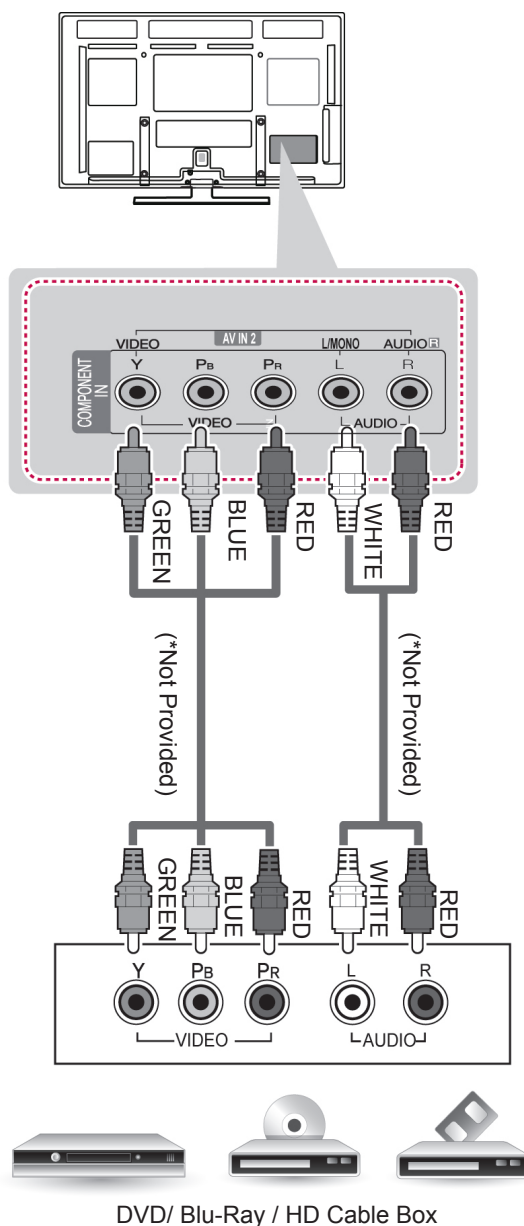 AV IN 2
VIDEO L/MONO AUDIO R
COMPONENT IN
Y PB PR L R
VIDEO AUDIO
GREEN BLUE RED WHITE RED
(*Not Provided) (*Not Provided)
GREEN BLUE RED WHITE RED
Y PB PR L R
VIDEO AUDIO
DVD/ Blu-Ray / HD Cable Box